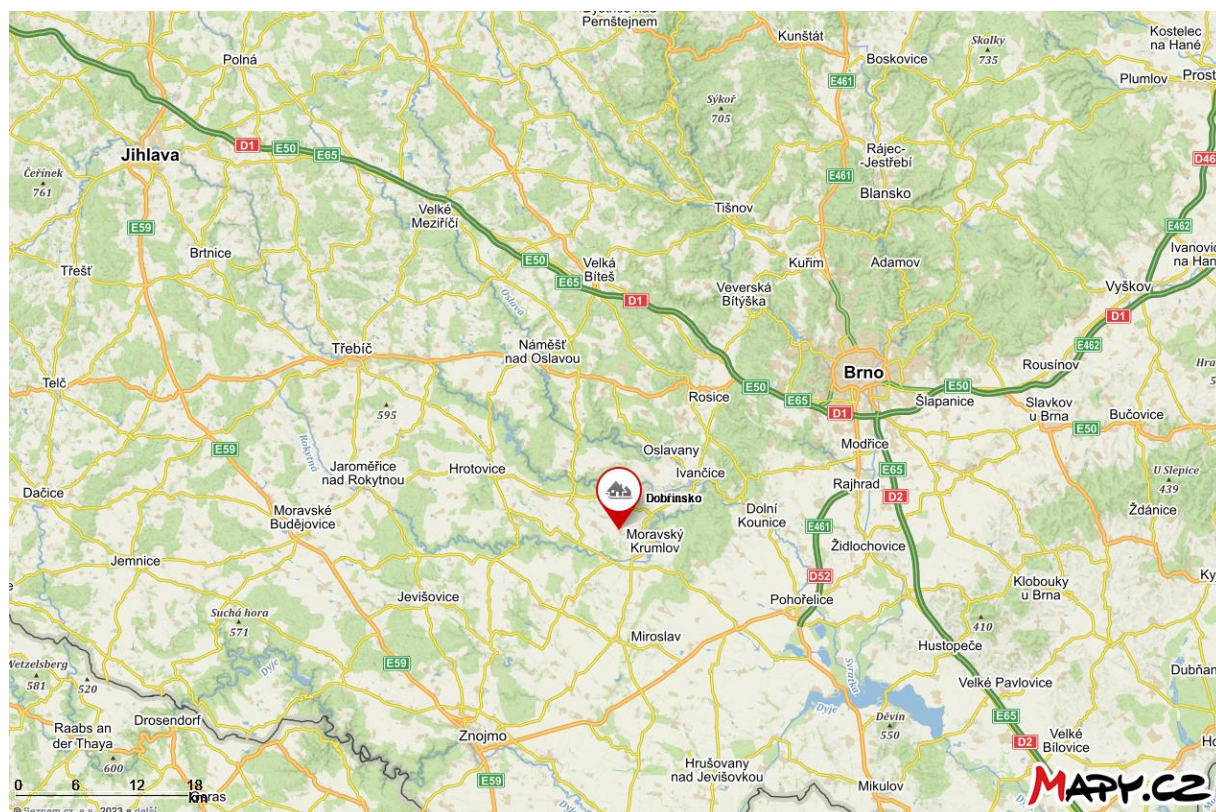 Pernštejnem
Kunštát
Skalky
735
Kostelec
na Hané
Polná
Boskovice
E461
Plumlov
Prost
Sýkoř
705
D1
E50
E65
Jihlava
Rájec-
-Jestřebí
D46
Čeřínek
761
E461
Blansko
Velké
Meziříčí
Tišnov
E59
E462
Brtnice
Třešť
E50
E65
Velká
Bíteš
Kuřim
Adamov
Ivanovic
na Han
Oslava
D1
Veverská
Bítýška
Vyškov
D1
E462
Třebíč
Náměšť
nad Oslavou
Brno
Rousínov
Telč
E50
E65
Rosice
E50
Šlapanice
Slavkov
u Brna
Bučovice
595
D1
E50
Rokytná
E59
Oslavany
Modřice
Jaroměřice
nad Rokytnou
Hrotovice
Ivančice
E65
D2
U Slepice
439
Dačice
Dobřínsko
Rajhrad
Moravské
Budějovice
Dolní
Kounice
E461
Ždánice
Moravský
Krumlov
Židlochovice
Jemnice
D52
Klobouky
u Brna
Jevišovice
Pohořelice
Suchá hora
571
410
Miroslav
Hustopeče
Wetzelsberg
581
520
Dyje
E59
Svratka
Dubňan
Velké Pavlovice
Dyje
Raabs an
der Thaya
Drosendorf
Děvín
550
E65
Znojmo
D2
Velké
Bílovice
600
Hrušovany
nad Jevišovkou
E59
Mikulov
0 6 12 18
km
MAPY.CZ
© Seznam.cz, a.s., 2023 a další